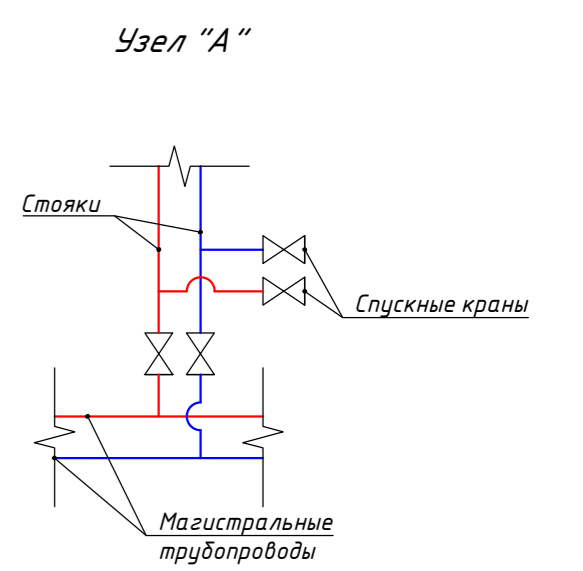 Узел "А"
Стояки
Спускные краны
Магистральные
трубопроводы